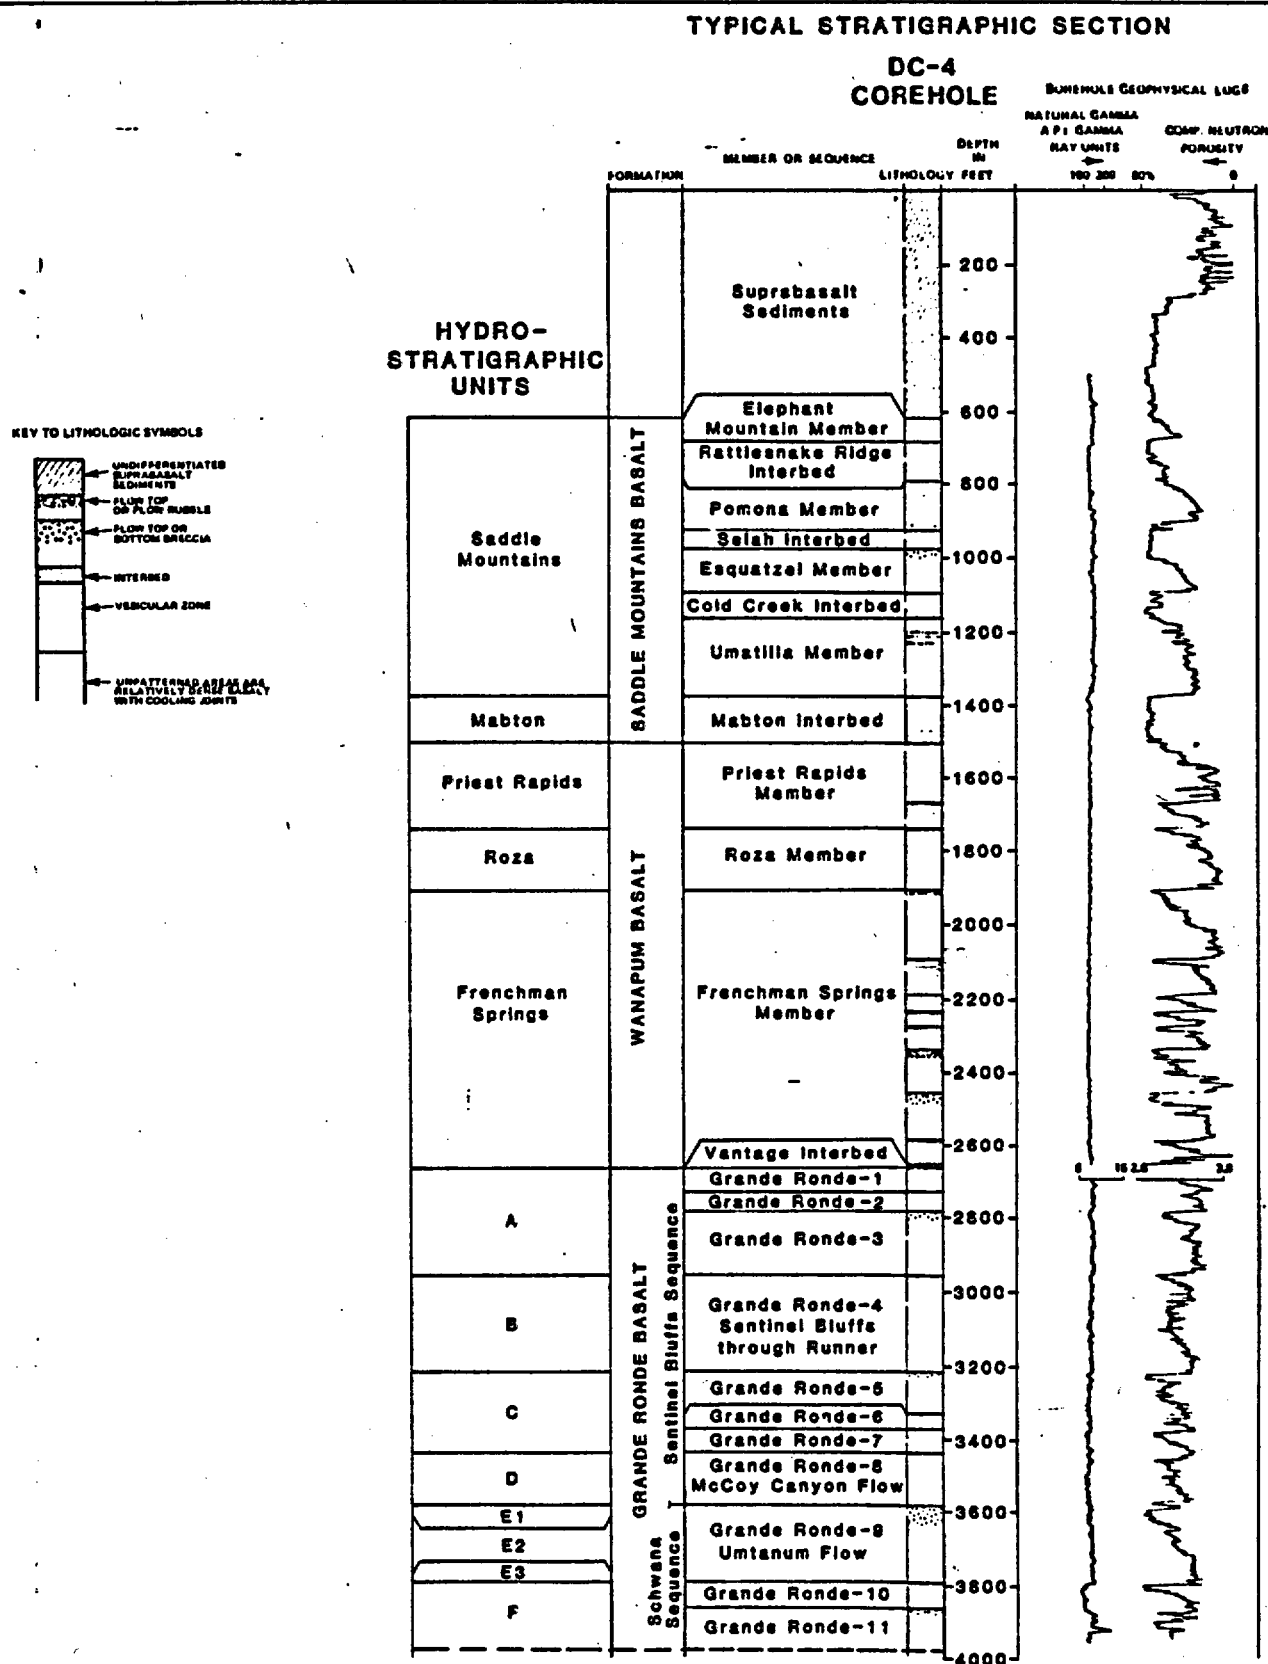 TYPICAL STRATIGRAPHIC SECTION
DC-4
COREHOLE
BOREHOLE GEOPHYSICAL LOGS
NATURAL GAMMA
API GAMMA
RAY UNITS
COMP. NEUTRON
POROSITY
FORMATION
MEMBER OR SEQUENCE
LITHOLOGY
DEPTH
IN
FEET
100 200
80%
0
HYDRO-
STRATIGRAPHIC
UNITS
KEY TO LITHOLOGIC SYMBOLS
UNDIFFERENTIATED
SUPRABASALT
SEDIMENTS
FLOW TOP
OR FLOW RUBBLE
FLOW TOP OR
BOTTOM BRECCIA
INTERBED
VESICULAR ZONE
UNPATTERNED AREAS ARE
RELATIVELY DENSE BASALT
WITH COOLING JOINTS
Saddle
Mountains
Mabton
Priest Rapids
Roza
Frenchman
Springs
A
B
C
D
E1
E2
E3
F
SADDLE MOUNTAINS BASALT
WANAPUM BASALT
GRANDE RONDE BASALT
Sentinel Bluffs Sequence
Schwana
Sequence
Suprabasalt
Sediments
Elephant
Mountain Member
Rattlesnake Ridge
Interbed
Pomona Member
Selah Interbed
Esquatzel Member
Cold Creek Interbed
Umatilla Member
Mabton Interbed
Priest Rapids
Member
Roza Member
Frenchman Springs
Member
Vantage Interbed
Grande Ronde-1
Grande Ronde-2
Grande Ronde-3
Grande Ronde-4
Sentinel Bluffs
through Runner
Grande Ronde-5
Grande Ronde-6
Grande Ronde-7
Grande Ronde-8
McCoy Canyon Flow
Grande Ronde-9
Umtanum Flow
Grande Ronde-10
Grande Ronde-11
200
400
600
800
1000
1200
1400
1600
1800
2000
2200
2400
2600
2800
3000
3200
3400
3600
3800
4000